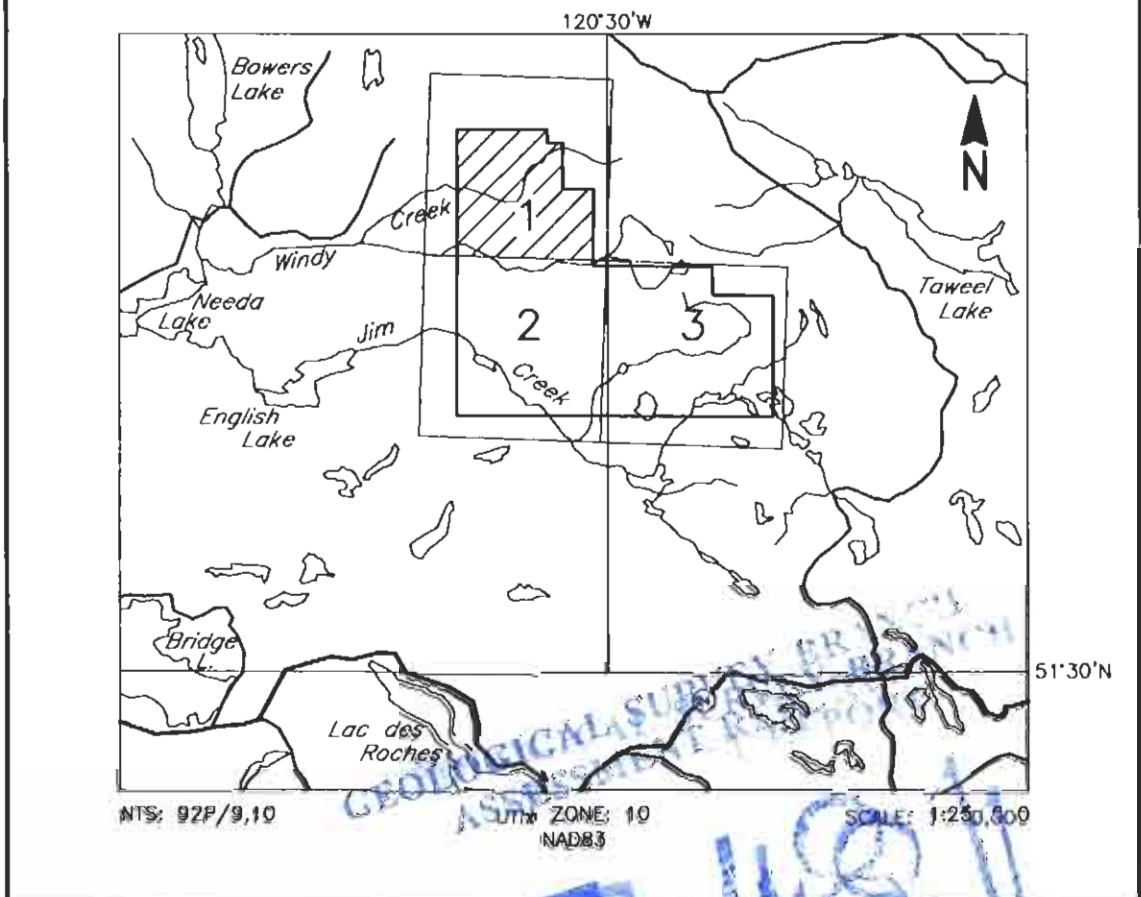 120°30'W
Bowers
Lake
N
Creek
1
Windy
Taweel
Lake
Needa
Lake
Jim
2
3
Creek
English
Lake
Bridge
L.
51°30'N
Lac des
Roches
GEOLOGICAL SURVEY BRANCH
ASSESSMENT REPORT
NTS: 92P/9,10
UTM ZONE: 10
SCALE:
NAD83